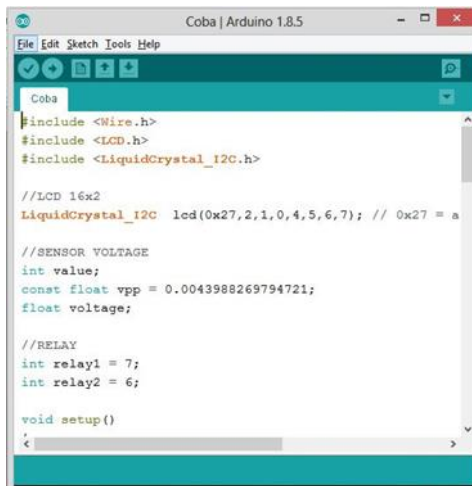 Coba | Arduino 1.8.5
File Edit Sketch Tools Help
Coba
#include <Wire.h>
#include <LCD.h>
#include <LiquidCrystal_I2C.h>
//LCD 16x2
LiquidCrystal_I2C lcd(0x27,2,1,0,4,5,6,7); // 0x27 = a
//SENSOR VOLTAGE
int value;
const float vpp = 0.0043988269794721;
float voltage;
//RELAY
int relay1 = 7;
int relay2 = 6;
void setup()